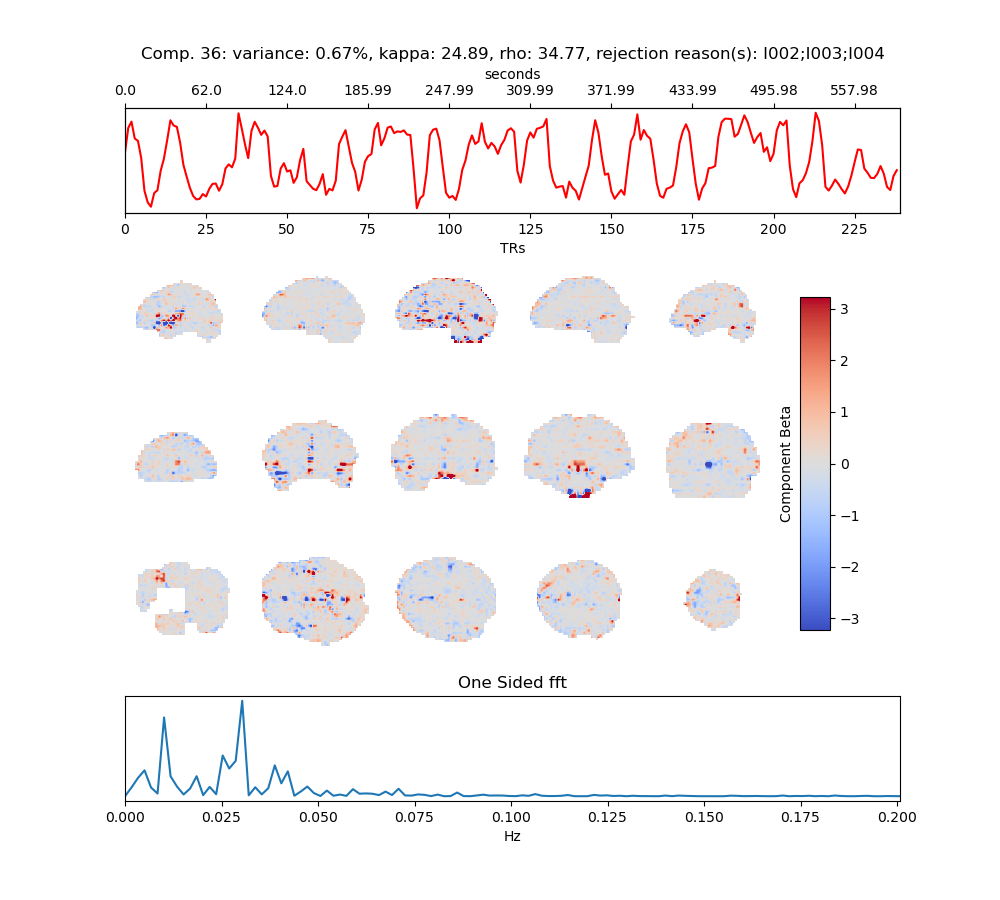 Comp. 36: variance: 0.67%, kappa: 24.89, rho: 34.77, rejection reason(s): I002;I003;I004
seconds
0.0 62.0 124.0 185.99 247.99 309.99 371.99 433.99 495.98 557.98
0 25 50 75 100 125 150 175 200 225
TRs
3
2
1
0
−1
−2
−3
Component Beta
One Sided fft
0.000 0.025 0.050 0.075 0.100 0.125 0.150 0.175 0.200
Hz